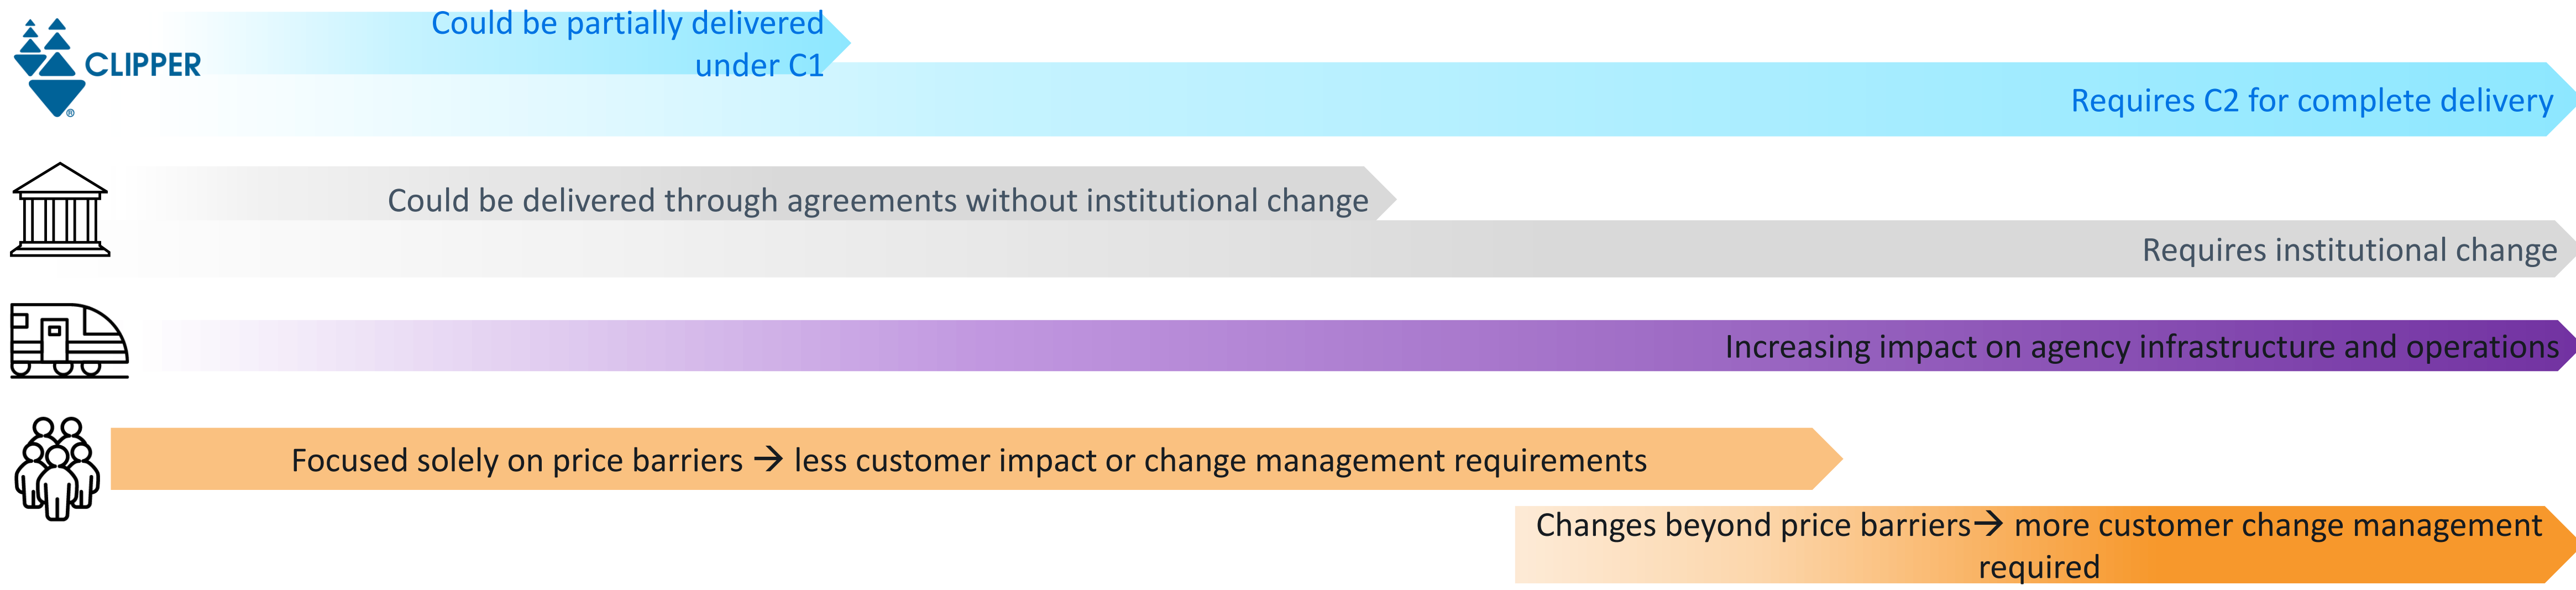 Could be partially delivered
under C1
CLIPPER
®
Requires C2 for complete delivery
Could be delivered through agreements without institutional change
Requires institutional change
Increasing impact on agency infrastructure and operations
Focused solely on price barriers → less customer impact or change management requirements
Changes beyond price barriers→ more customer change management
required